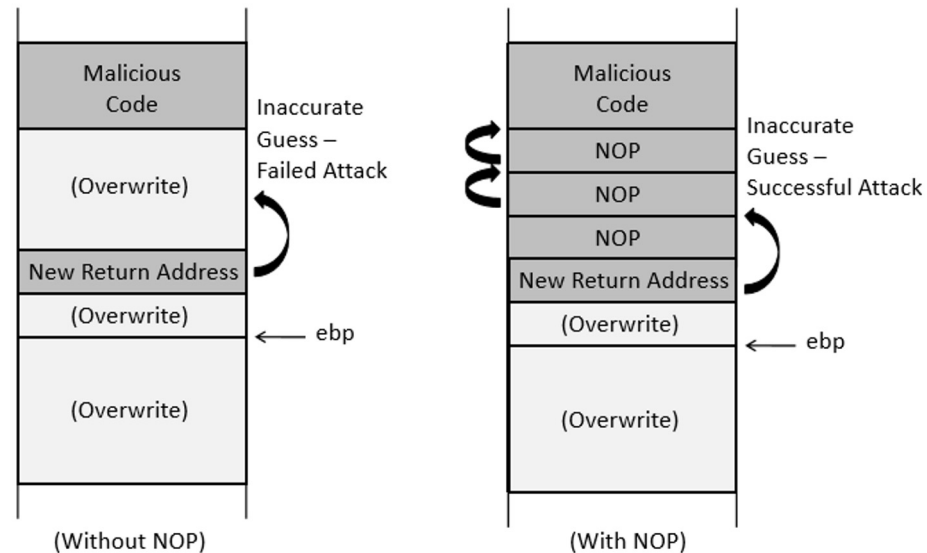 Malicious
Code
Inaccurate
Guess –
Failed Attack
(Overwrite)
New Return Address
(Overwrite)
ebp
(Overwrite)
(Without NOP)
Malicious
Code
Inaccurate
Guess –
Successful Attack
NOP
NOP
NOP
New Return Address
(Overwrite)
ebp
(Overwrite)
(With NOP)